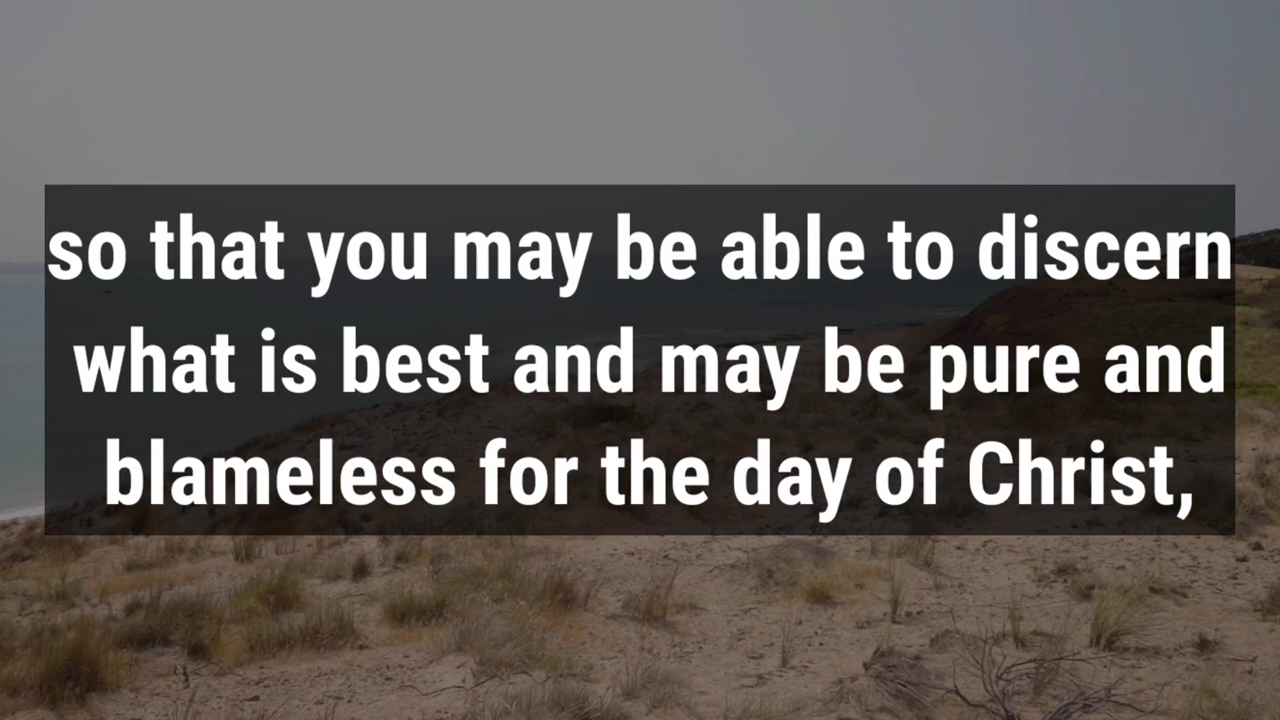 so that you may be able to discern
what is best and may be pure and
blameless for the day of Christ,